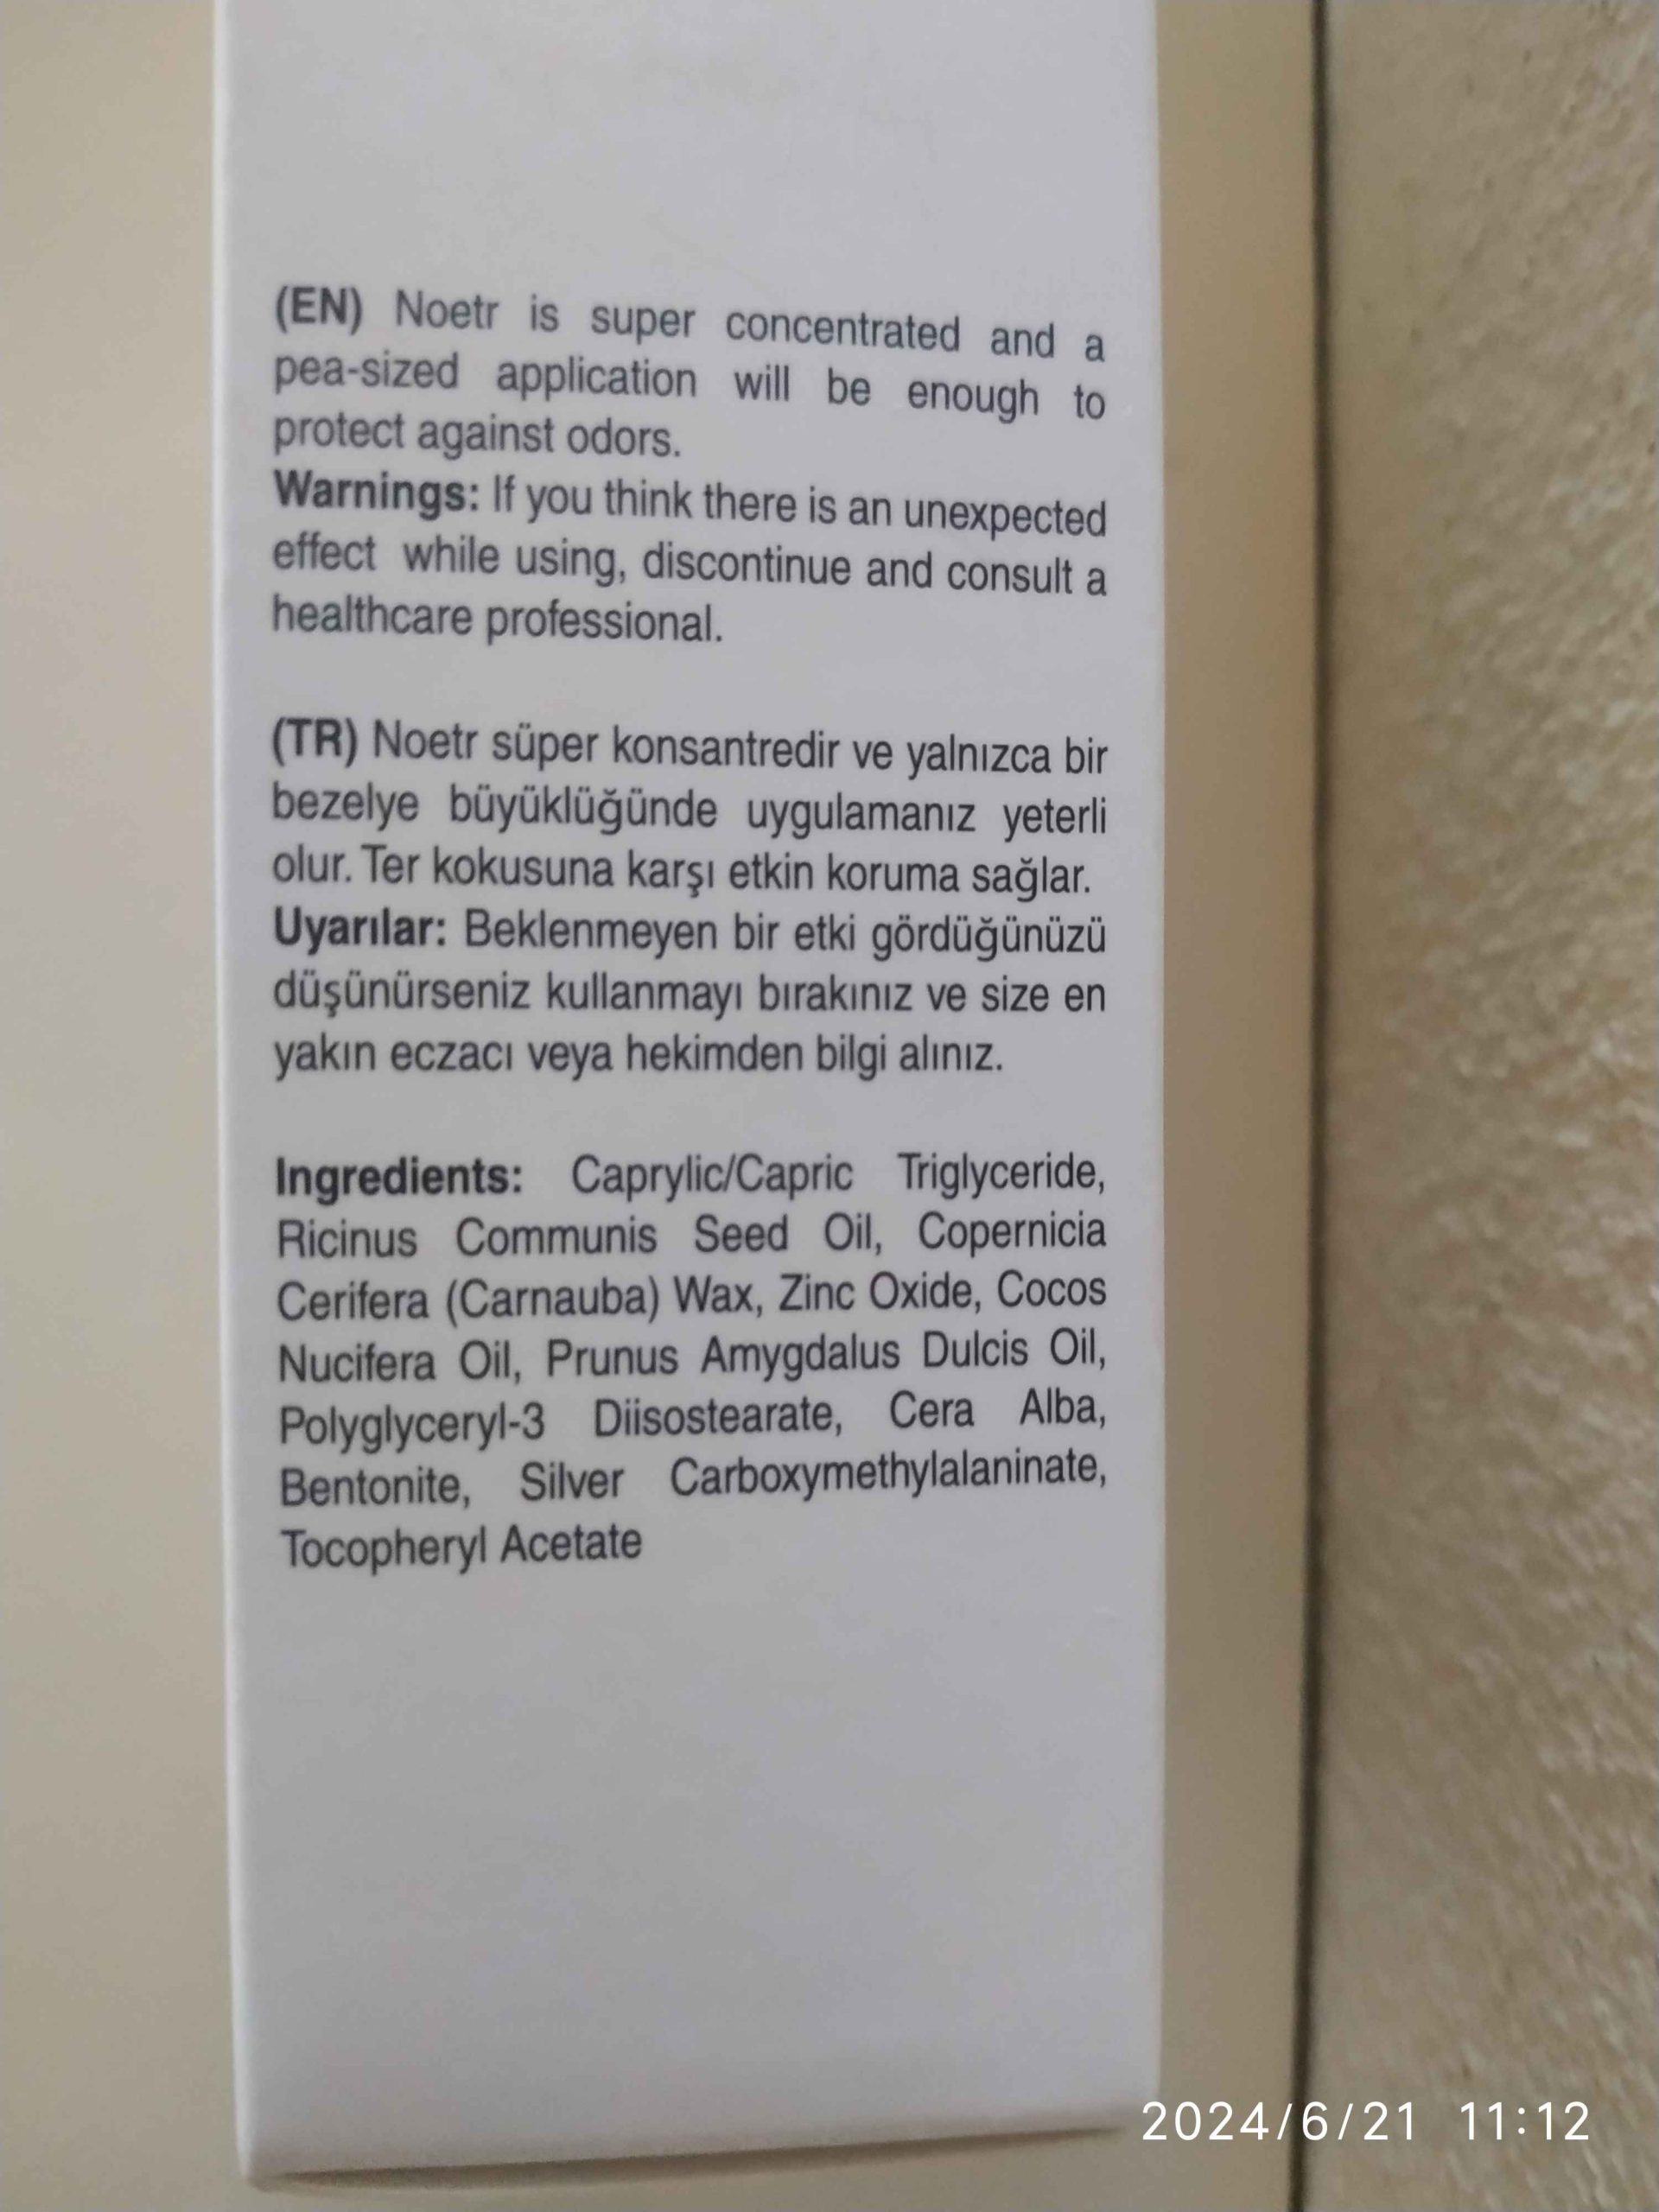 (EN) Noetr is super concentrated and a
pea-sized application will be enough to
protect against odors.
Warnings: If you think there is an unexpected
effect while using, discontinue and consult a
healthcare professional.
(TR) Noetr süper konsantredir ve yalnızca bir
bezelye büyüklüğünde uygulamanız yeterli
olur. Ter kokusuna karşı etkin koruma sağlar.
Uyarılar: Beklenmeyen bir etki gördüğünüzü
düşünürseniz kullanmayı bırakınız ve size en
yakın eczacı veya hekimden bilgi alınız.
Ingredients: Caprylic/Capric Triglyceride,
Ricinus Communis Seed Oil, Copernicia
Cerifera (Carnauba) Wax, Zinc Oxide, Cocos
Nucifera Oil, Prunus Amygdalus Dulcis Oil,
Polyglyceryl-3 Diisostearate, Cera Alba,
Bentonite, Silver Carboxymethylalaninate,
Tocopheryl Acetate
2024/6/21 11:12